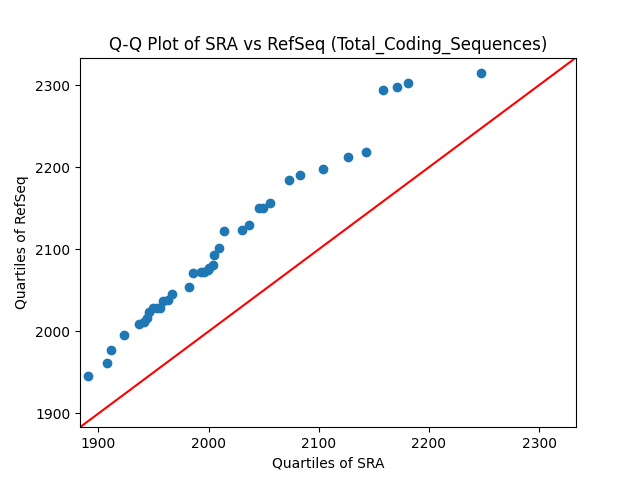 Q-Q Plot of SRA vs RefSeq (Total_Coding_Sequences)
2300
2200
2100
2000
1900
Quartiles of RefSeq
1900 2000 2100 2200 2300
Quartiles of SRA